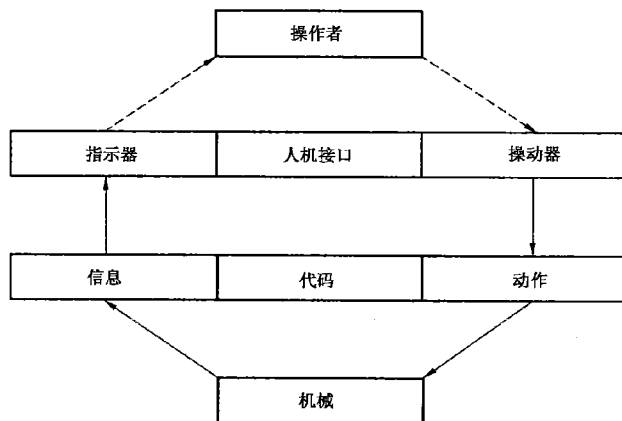 操作者
指示器 人机接口 操动器
信息 代码 动作
机械